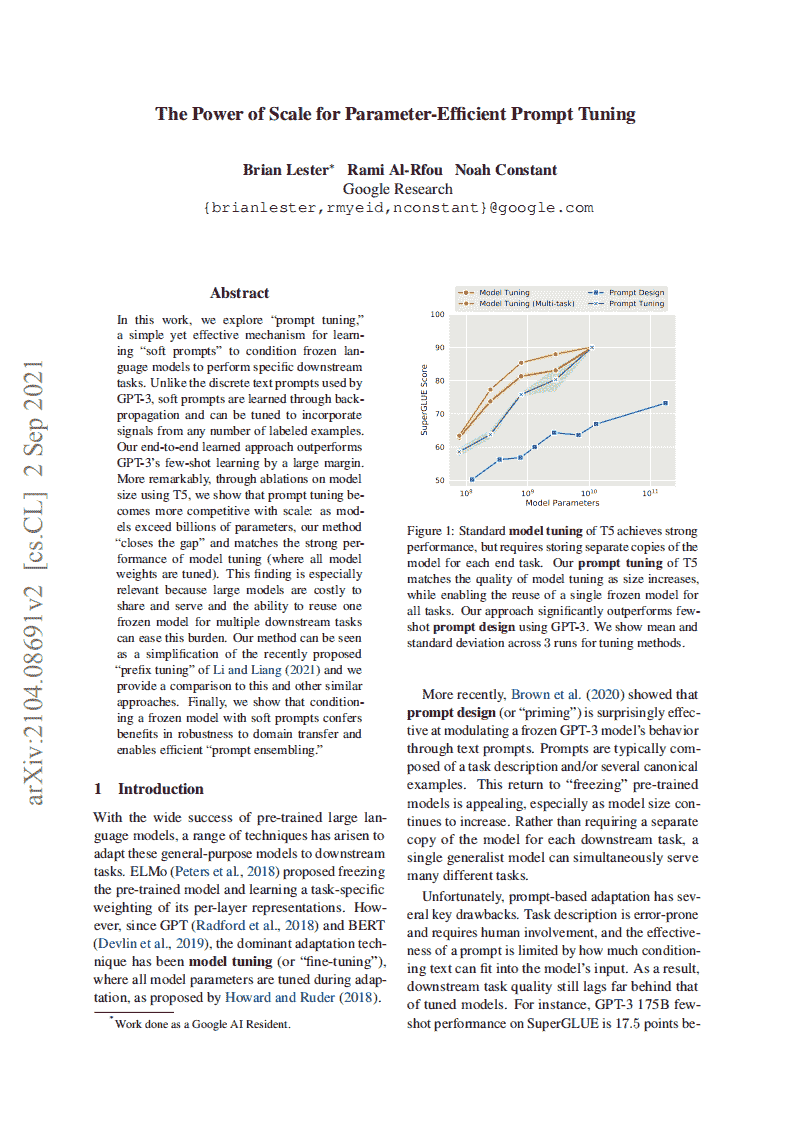 The Power of Scale for Parameter-Efficient Prompt Tuning
Brian Lester* Rami Al-Rfou Noah Constant
Google Research
{brianlester,rmyeid,nconstant}@google.com
arXiv:2104.08691v2 [cs.CL] 2 Sep 2021
Abstract
In this work, we explore “prompt tuning,”
a simple yet effective mechanism for learn-
ing “soft prompts” to condition frozen lan-
guage models to perform specific downstream
tasks. Unlike the discrete text prompts used by
GPT-3, soft prompts are learned through back-
propagation and can be tuned to incorporate
signals from any number of labeled examples.
Our end-to-end learned approach outperforms
GPT-3’s few-shot learning by a large margin.
More remarkably, through ablations on model
size using T5, we show that prompt tuning be-
comes more competitive with scale: as mod-
els exceed billions of parameters, our method
“closes the gap” and matches the strong per-
formance of model tuning (where all model
weights are tuned). This finding is especially
relevant because large models are costly to
share and serve and the ability to reuse one
frozen model for multiple downstream tasks
can ease this burden. Our method can be seen
as a simplification of the recently proposed
“prefix tuning” of Li and Liang (2021) and we
provide a comparison to this and other similar
approaches. Finally, we show that condition-
ing a frozen model with soft prompts confers
benefits in robustness to domain transfer and
enables efficient “prompt ensembling.”
1 Introduction
With the wide success of pre-trained large lan-
guage models, a range of techniques has arisen to
adapt these general-purpose models to downstream
tasks. ELMo (Peters et al., 2018) proposed freezing
the pre-trained model and learning a task-specific
weighting of its per-layer representations. How-
ever, since GPT (Radford et al., 2018) and BERT
(Devlin et al., 2019), the dominant adaptation tech-
nique has been model tuning (or “fine-tuning”),
where all model parameters are tuned during adap-
tation, as proposed by Howard and Ruder (2018).
*Work done as a Google AI Resident.
Model Tuning Prompt Design
Model Tuning (Multi-task) Prompt Tuning
100
90
80
70
60
50
SuperGLUE Score
10⁸ 10⁹ 10¹⁰ 10¹¹
Model Parameters
Figure 1: Standard model tuning of T5 achieves strong
performance, but requires storing separate copies of the
model for each end task. Our prompt tuning of T5
matches the quality of model tuning as size increases,
while enabling the reuse of a single frozen model for
all tasks. Our approach significantly outperforms few-
shot prompt design using GPT-3. We show mean and
standard deviation across 3 runs for tuning methods.
More recently, Brown et al. (2020) showed that
prompt design (or “priming”) is surprisingly effec-
tive at modulating a frozen GPT-3 model’s behavior
through text prompts. Prompts are typically com-
posed of a task description and/or several canonical
examples. This return to “freezing” pre-trained
models is appealing, especially as model size con-
tinues to increase. Rather than requiring a separate
copy of the model for each downstream task, a
single generalist model can simultaneously serve
many different tasks.
Unfortunately, prompt-based adaptation has sev-
eral key drawbacks. Task description is error-prone
and requires human involvement, and the effective-
ness of a prompt is limited by how much condition-
ing text can fit into the model’s input. As a result,
downstream task quality still lags far behind that
of tuned models. For instance, GPT-3 175B few-
shot performance on SuperGLUE is 17.5 points be-